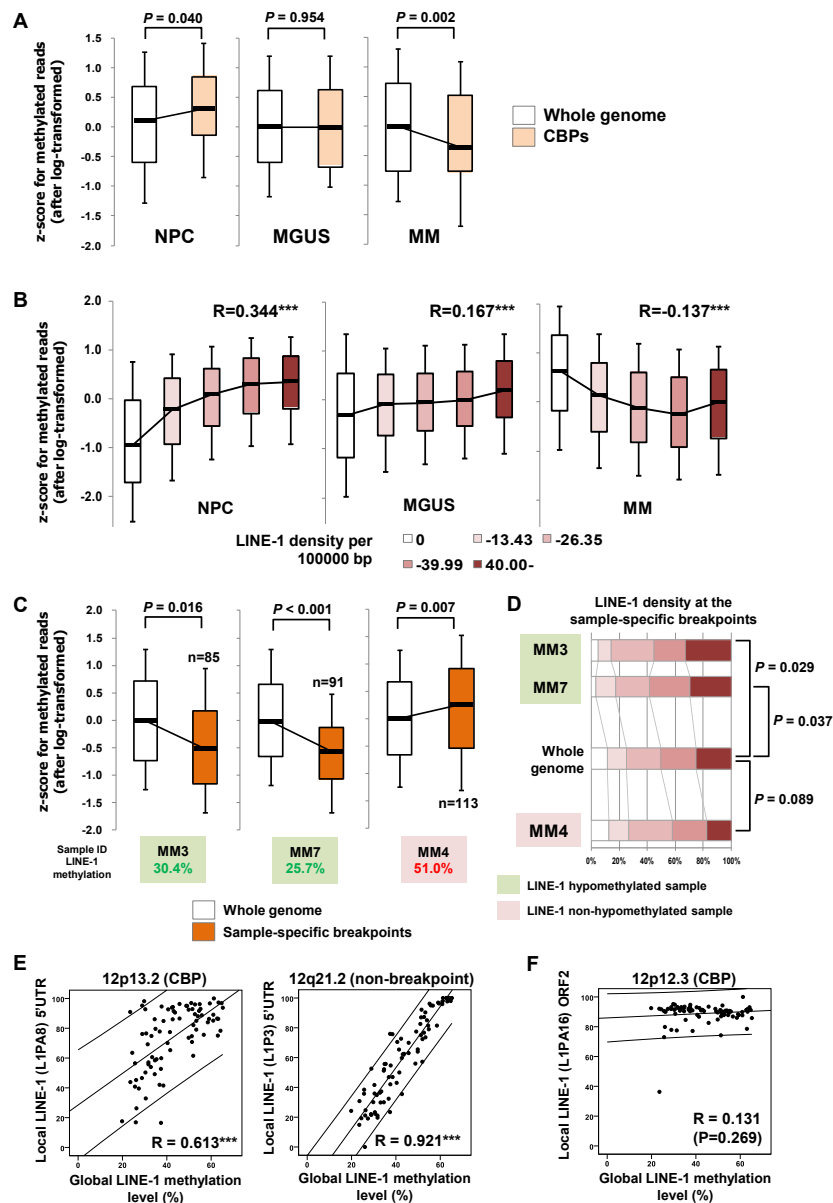 A
P = 0.040
P = 0.954
P = 0.002
z-score for methylated reads
(after log-transformed)
1.5
1.0
0.5
0.0
-0.5
-1.0
-1.5
-2.0
NPC
MGUS
MM
Whole genome
CBPs
B
z-score for methylated reads
(after log-transformed)
2.0
1.0
0.0
-1.0
-2.0
R=0.344***
R=0.167***
R=-0.137***
NPC
MGUS
MM
LINE-1 density per
100000 bp
0
-13.43
-26.35
-39.99
40.00-
C
z-score for methylated reads
(after log-transformed)
2.0
1.5
1.0
0.5
0.0
-0.5
-1.0
-1.5
-2.0
P = 0.016
P < 0.001
P = 0.007
n=85
n=91
n=113
Sample ID
LINE-1
methylation
MM3
30.4%
MM7
25.7%
MM4
51.0%
Whole genome
Sample-specific breakpoints
D
LINE-1 density at the
sample-specific breakpoints
MM3
MM7
Whole
genome
MM4
P = 0.029
P = 0.037
P = 0.089
0% 20% 40% 60% 80% 100%
LINE-1 hypomethylated sample
LINE-1 non-hypomethylated sample
E
12p13.2 (CBP)
Local LINE-1 (L1PA8) 5'UTR
100
80
60
40
20
0
R = 0.613***
0 20 40 60
Global LINE-1 methylation
level (%)
12q21.2 (non-breakpoint)
Local LINE-1 (L1P3) 5'UTR
100
80
60
40
20
0
R = 0.921***
0 20 40 60
Global LINE-1 methylation
level (%)
F
12p12.3 (CBP)
Local LINE-1 (L1PA16) ORF2
100
80
60
40
20
0
R = 0.131
(P=0.269)
0 20 40 60
Global LINE-1 methylation
level (%)